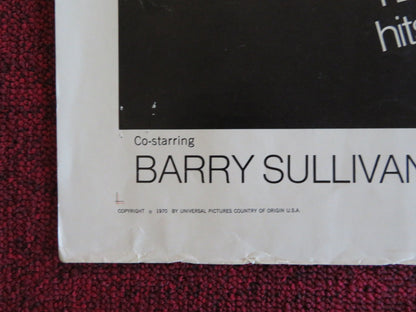 hits
Co-starring
BARRY SULLIVAN
COPYRIGHT © 1970 BY UNIVERSAL PICTURES COUNTRY OF ORIGIN U.S.A.